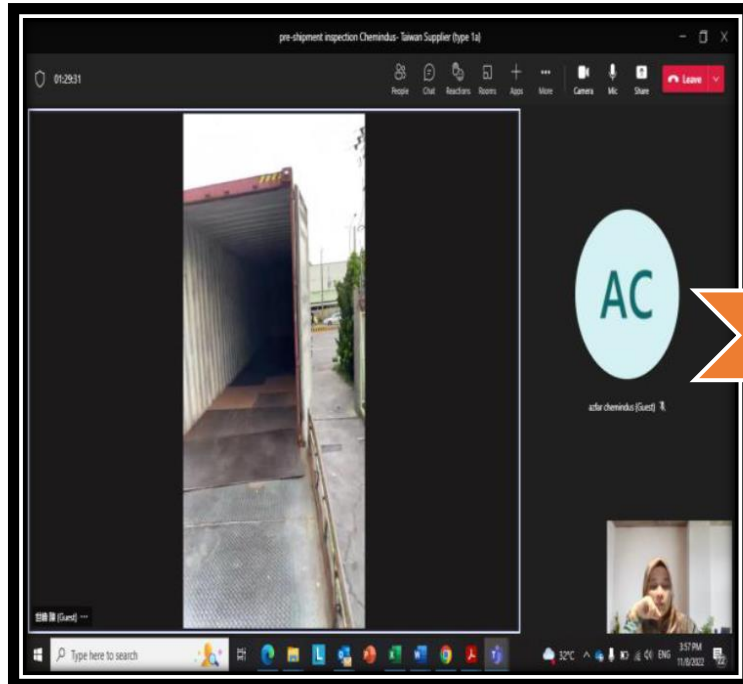 pre-shipment inspection Chemindus- Taiwan Supplier (type 1a)
01:29:31
People Chat Reactions Rooms Apps More Camera Mic Share Leave
AC
azfar chemindus (Guest)
(Guest) ...
Type here to search
L
32°C ENG 3:57 PM
11/8/2022
22